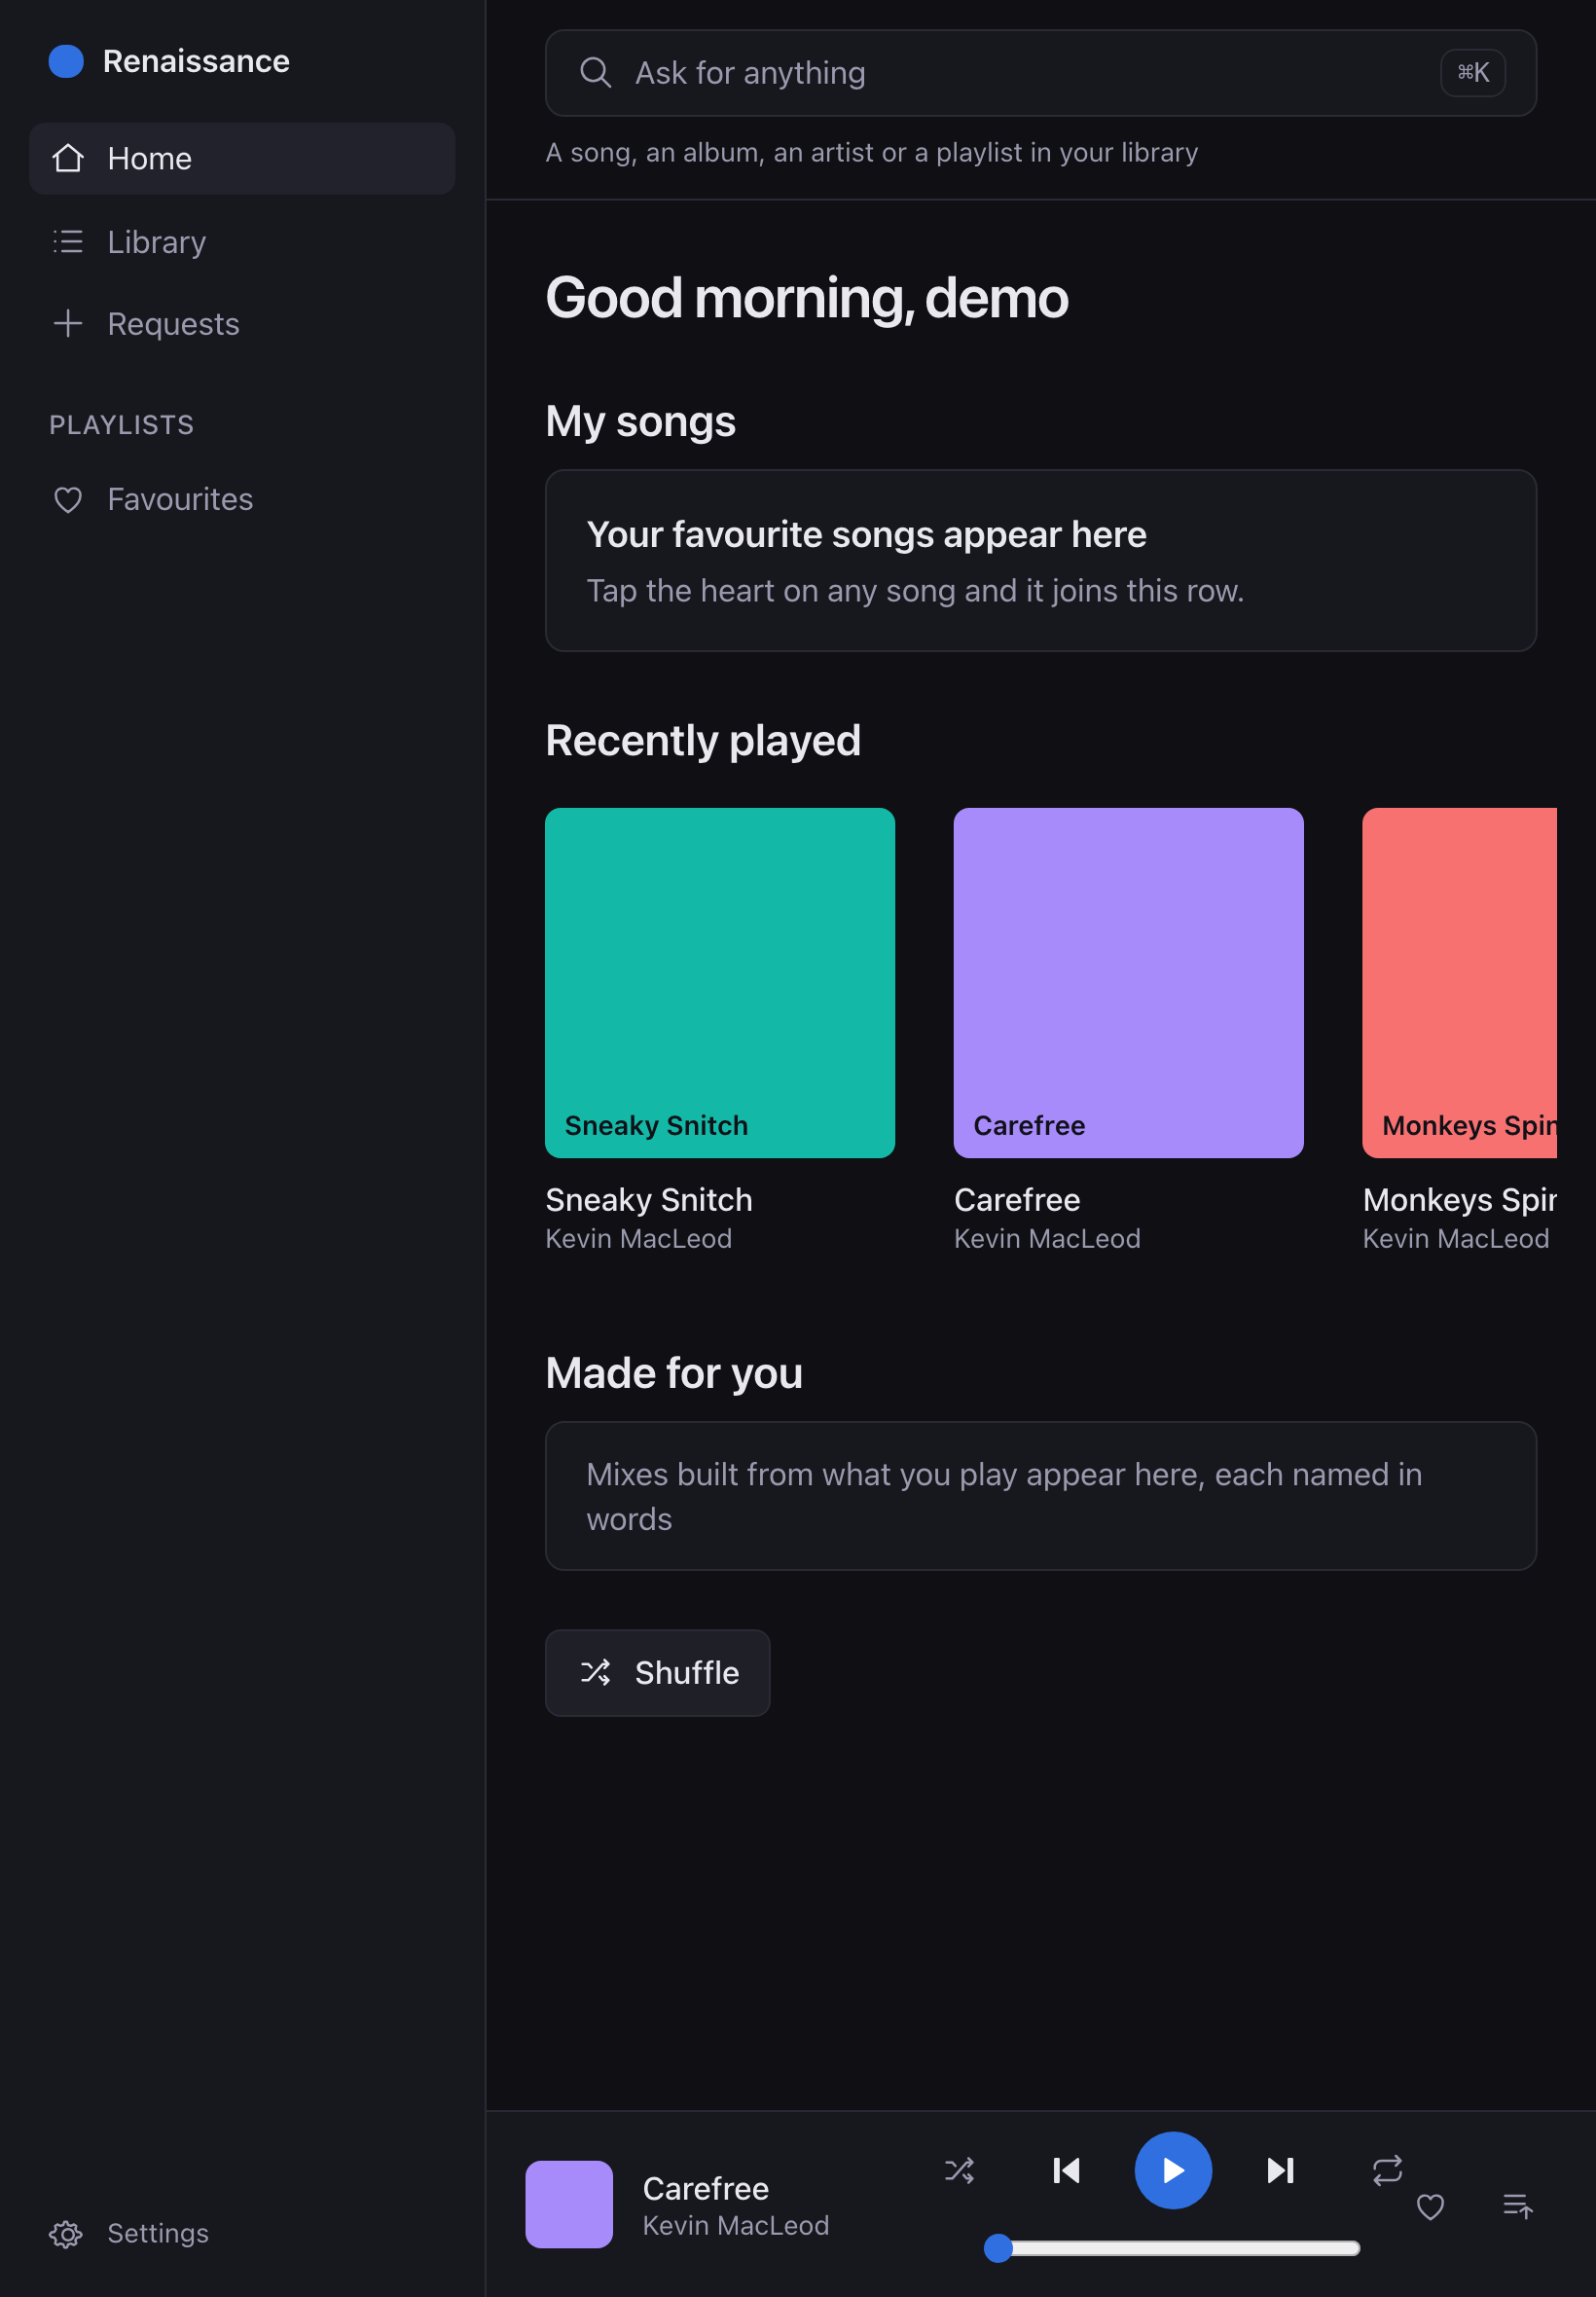 Renaissance
Home
Library
Requests
PLAYLISTS
Favourites
Settings
Ask for anything
⌘K
A song, an album, an artist or a playlist in your library
Good morning, demo
My songs
Your favourite songs appear here
Tap the heart on any song and it joins this row.
Recently played
Sneaky Snitch
Carefree
Monkeys Spin
Sneaky Snitch
Kevin MacLeod
Carefree
Kevin MacLeod
Monkeys Spin
Kevin MacLeod
Made for you
Mixes built from what you play appear here, each named in
words
Shuffle
Carefree
Kevin MacLeod